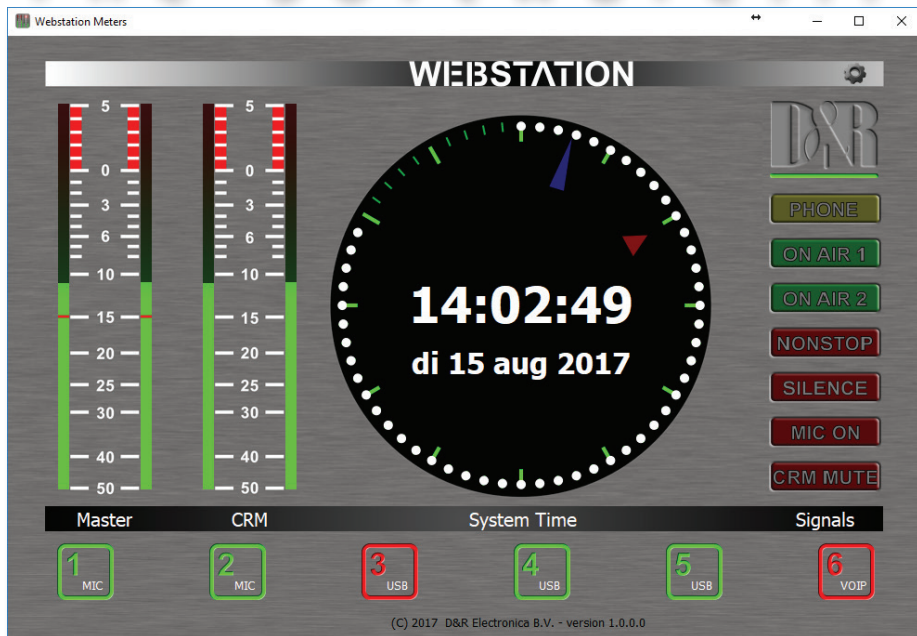 Webstation Meters
WEBSTATION
D&R
5 5
0 0
3 3
6 6
10 10
15 15
20 20
25 25
30 30
40 40
50 50
14:02:49
di 15 aug 2017
PHONE
ON AIR 1
ON AIR 2
NONSTOP
SILENCE
MIC ON
CRM MUTE
Master CRM System Time Signals
1 MIC
2 MIC
3 USB
4 USB
5 USB
6 VOIP
(C) 2017 D&R Electronica B.V. - version 1.0.0.0